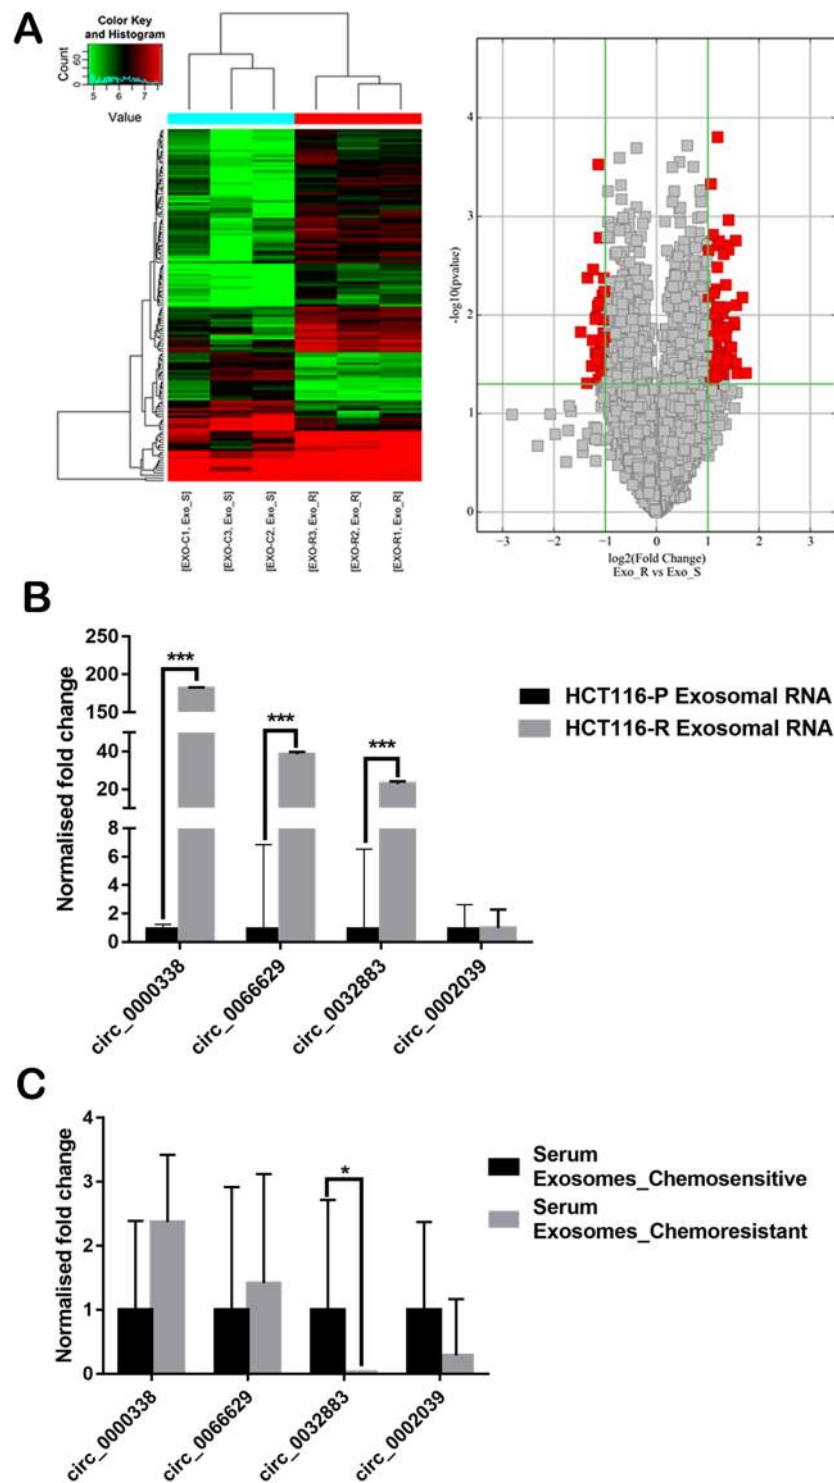 A
Color Key
and Histogram
Count
0 60
5 6 7
Value
[EXO-C1, Exo_S]
[EXO-C3, Exo_S]
[EXO-C2, Exo_S]
[EXO-R3, Exo_R]
[EXO-R2, Exo_R]
[EXO-R1, Exo_R]
-log10(pvalue)
4
3
2
1
0
−3 −2 −1 0 1 2 3
log2(Fold Change)
Exo_R vs Exo_S
B
Normalised fold change
250
200
150
40
20
8
6
4
2
0
***
***
***
circ_0000338
circ_0066629
circ_0032883
circ_0002039
HCT116-P Exosomal RNA
HCT116-R Exosomal RNA
C
Normalised fold change
4
3
2
1
0
*
circ_0000338
circ_0066629
circ_0032883
circ_0002039
Serum
Exosomes_Chemosensitive
Serum
Exosomes_Chemoresistant